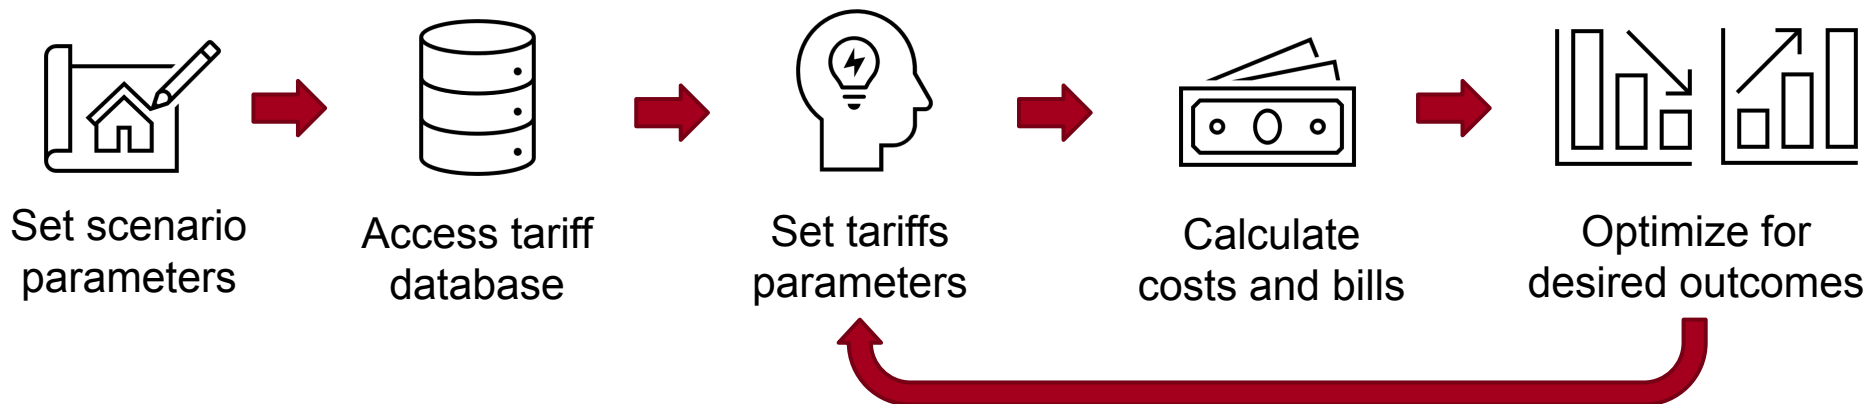 Set scenario
parameters
Access tariff
database
Set tariffs
parameters
Calculate
costs and bills
Optimize for
desired outcomes